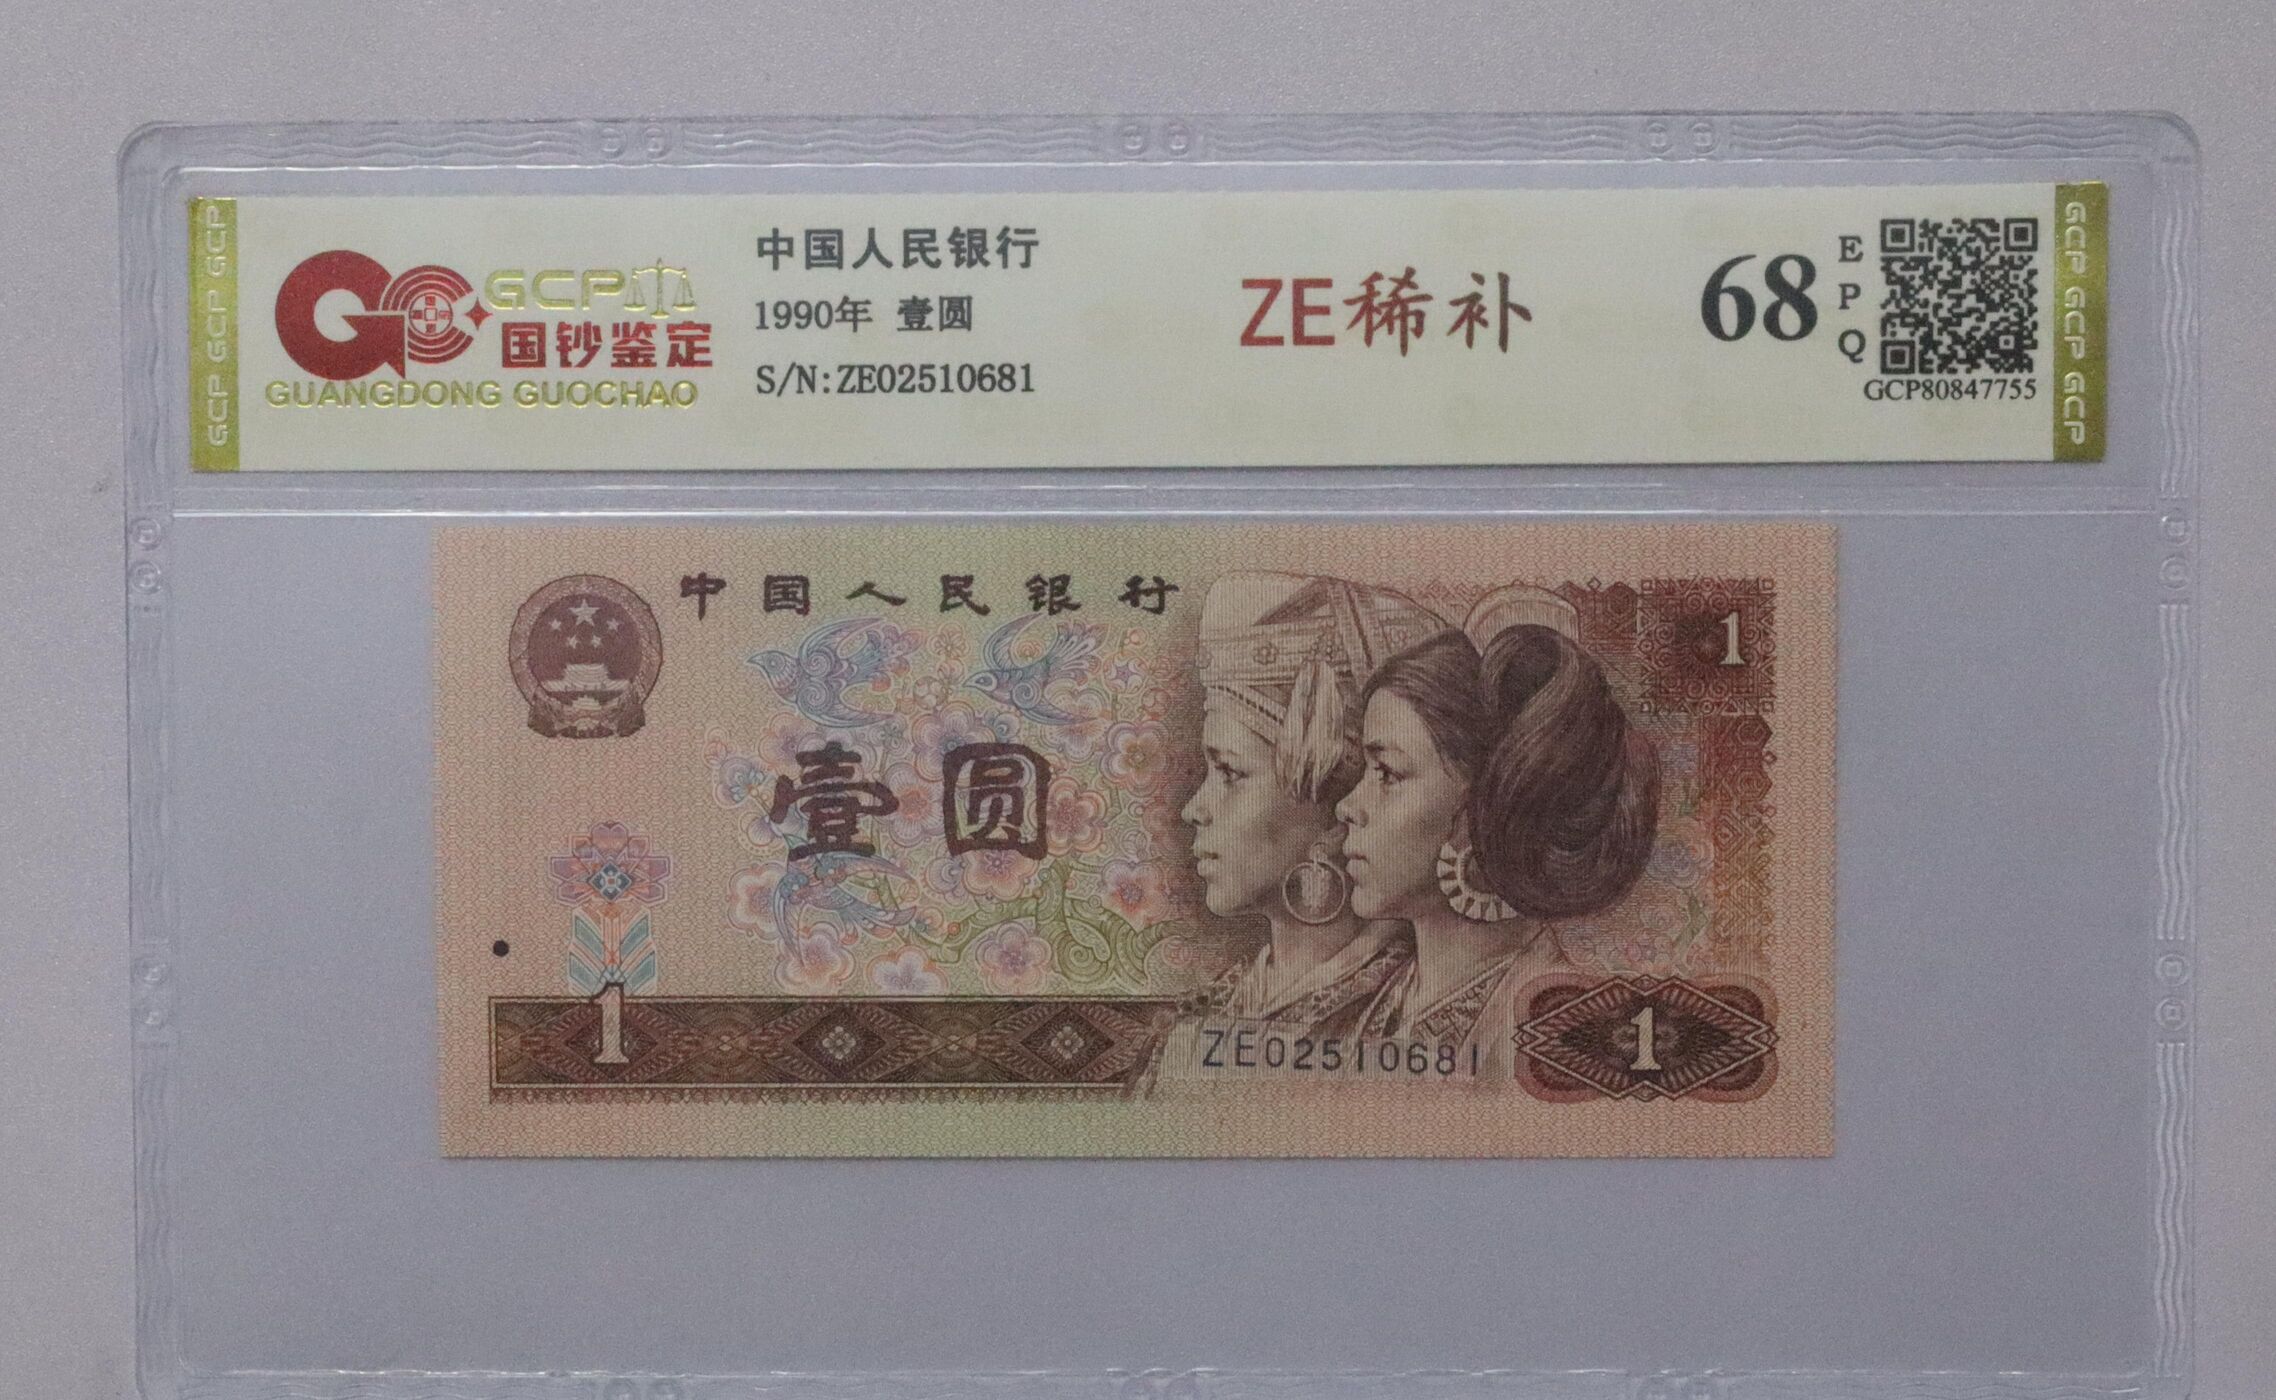 GCP GCP GCP
GCP
国钞鉴定
GUANGDONG GUOCHAO
中国人民银行
1990年 壹圆
S/N:ZE02510681
ZE稀补
68
E
P
Q
GCP80847755
GCP GCP GCP
中国人民银行
1
壹圆
1
ZE02510681
1